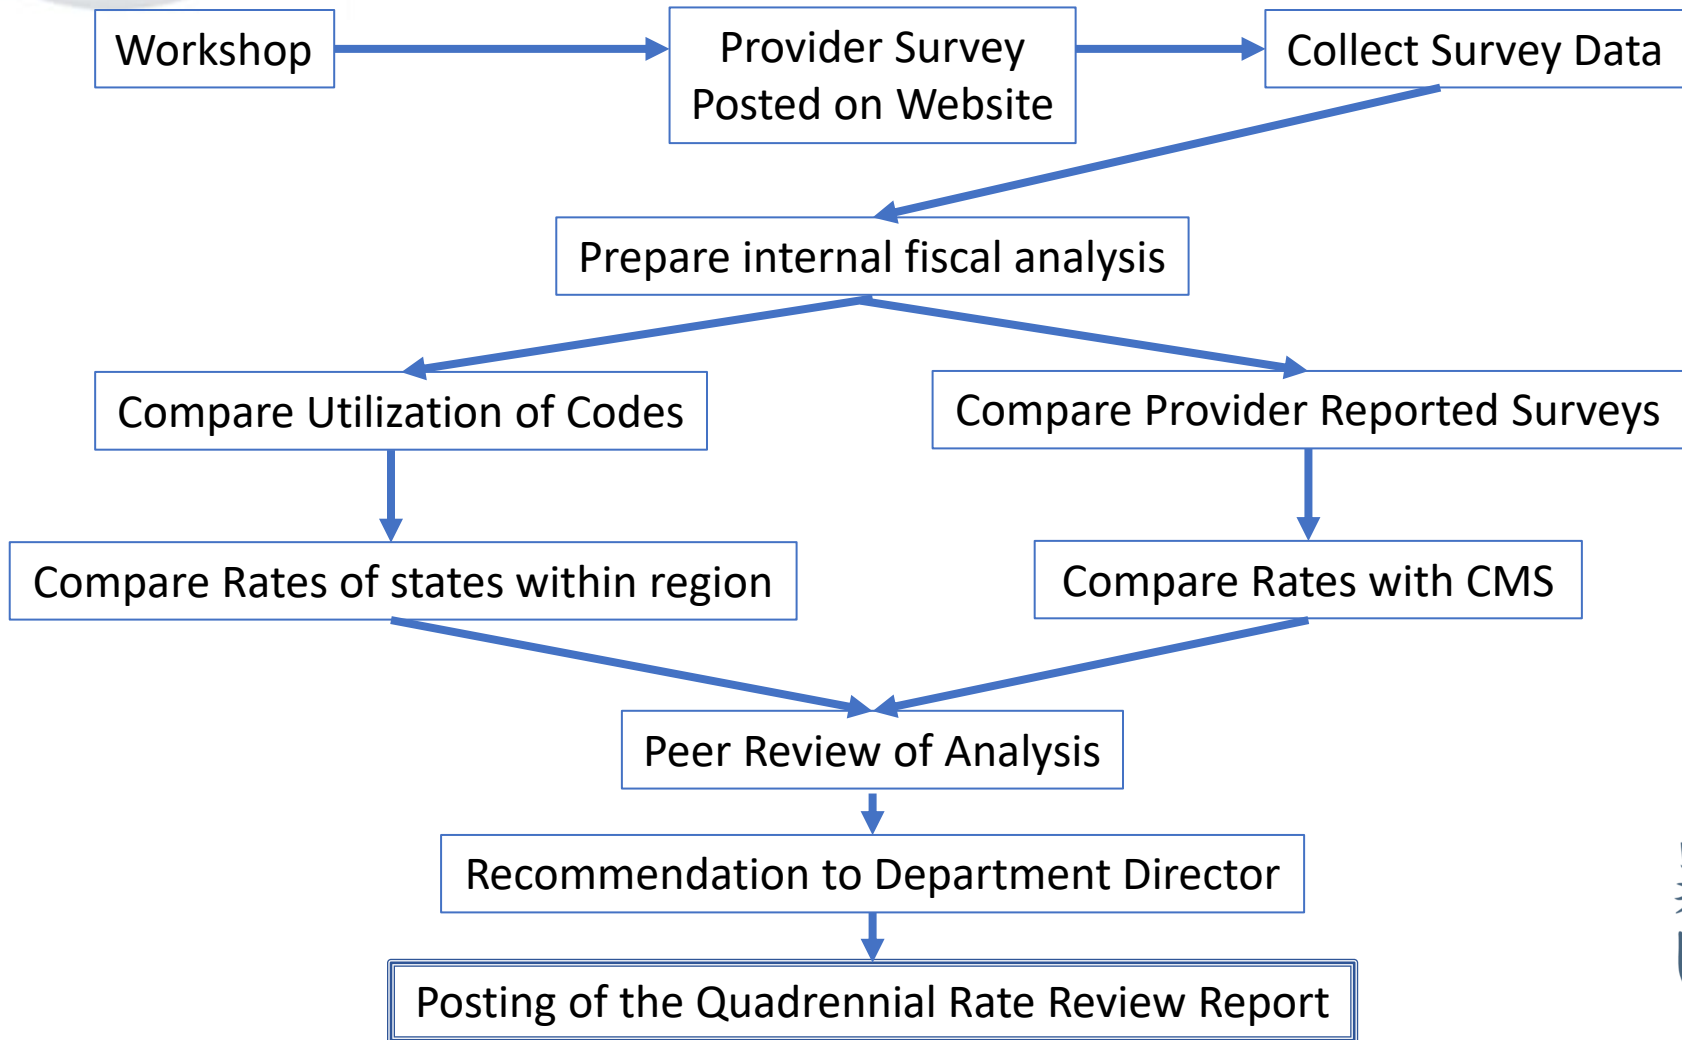 Workshop
Provider Survey
Posted on Website
Collect Survey Data
Prepare internal fiscal analysis
Compare Utilization of Codes
Compare Provider Reported Surveys
Compare Rates of states within region
Compare Rates with CMS
Peer Review of Analysis
Recommendation to Department Director
Posting of the Quadrennial Rate Review Report